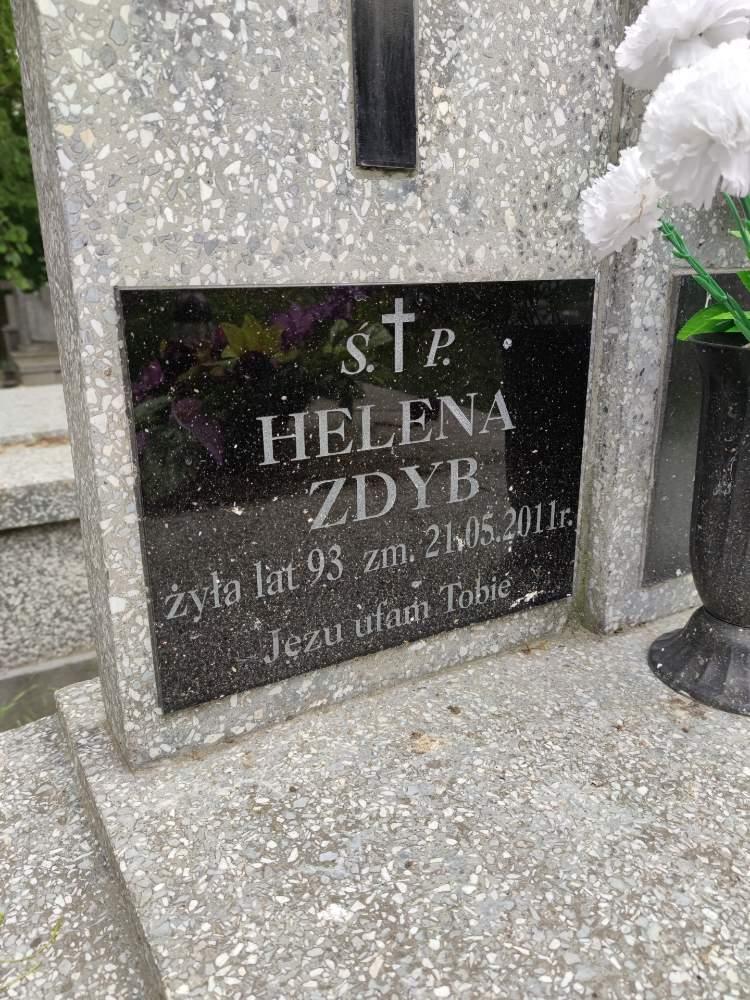 Ś. P.
HELENA
ZDYB
żyła lat 93 zm. 21.05.2011r.
Jezu ufam Tobie